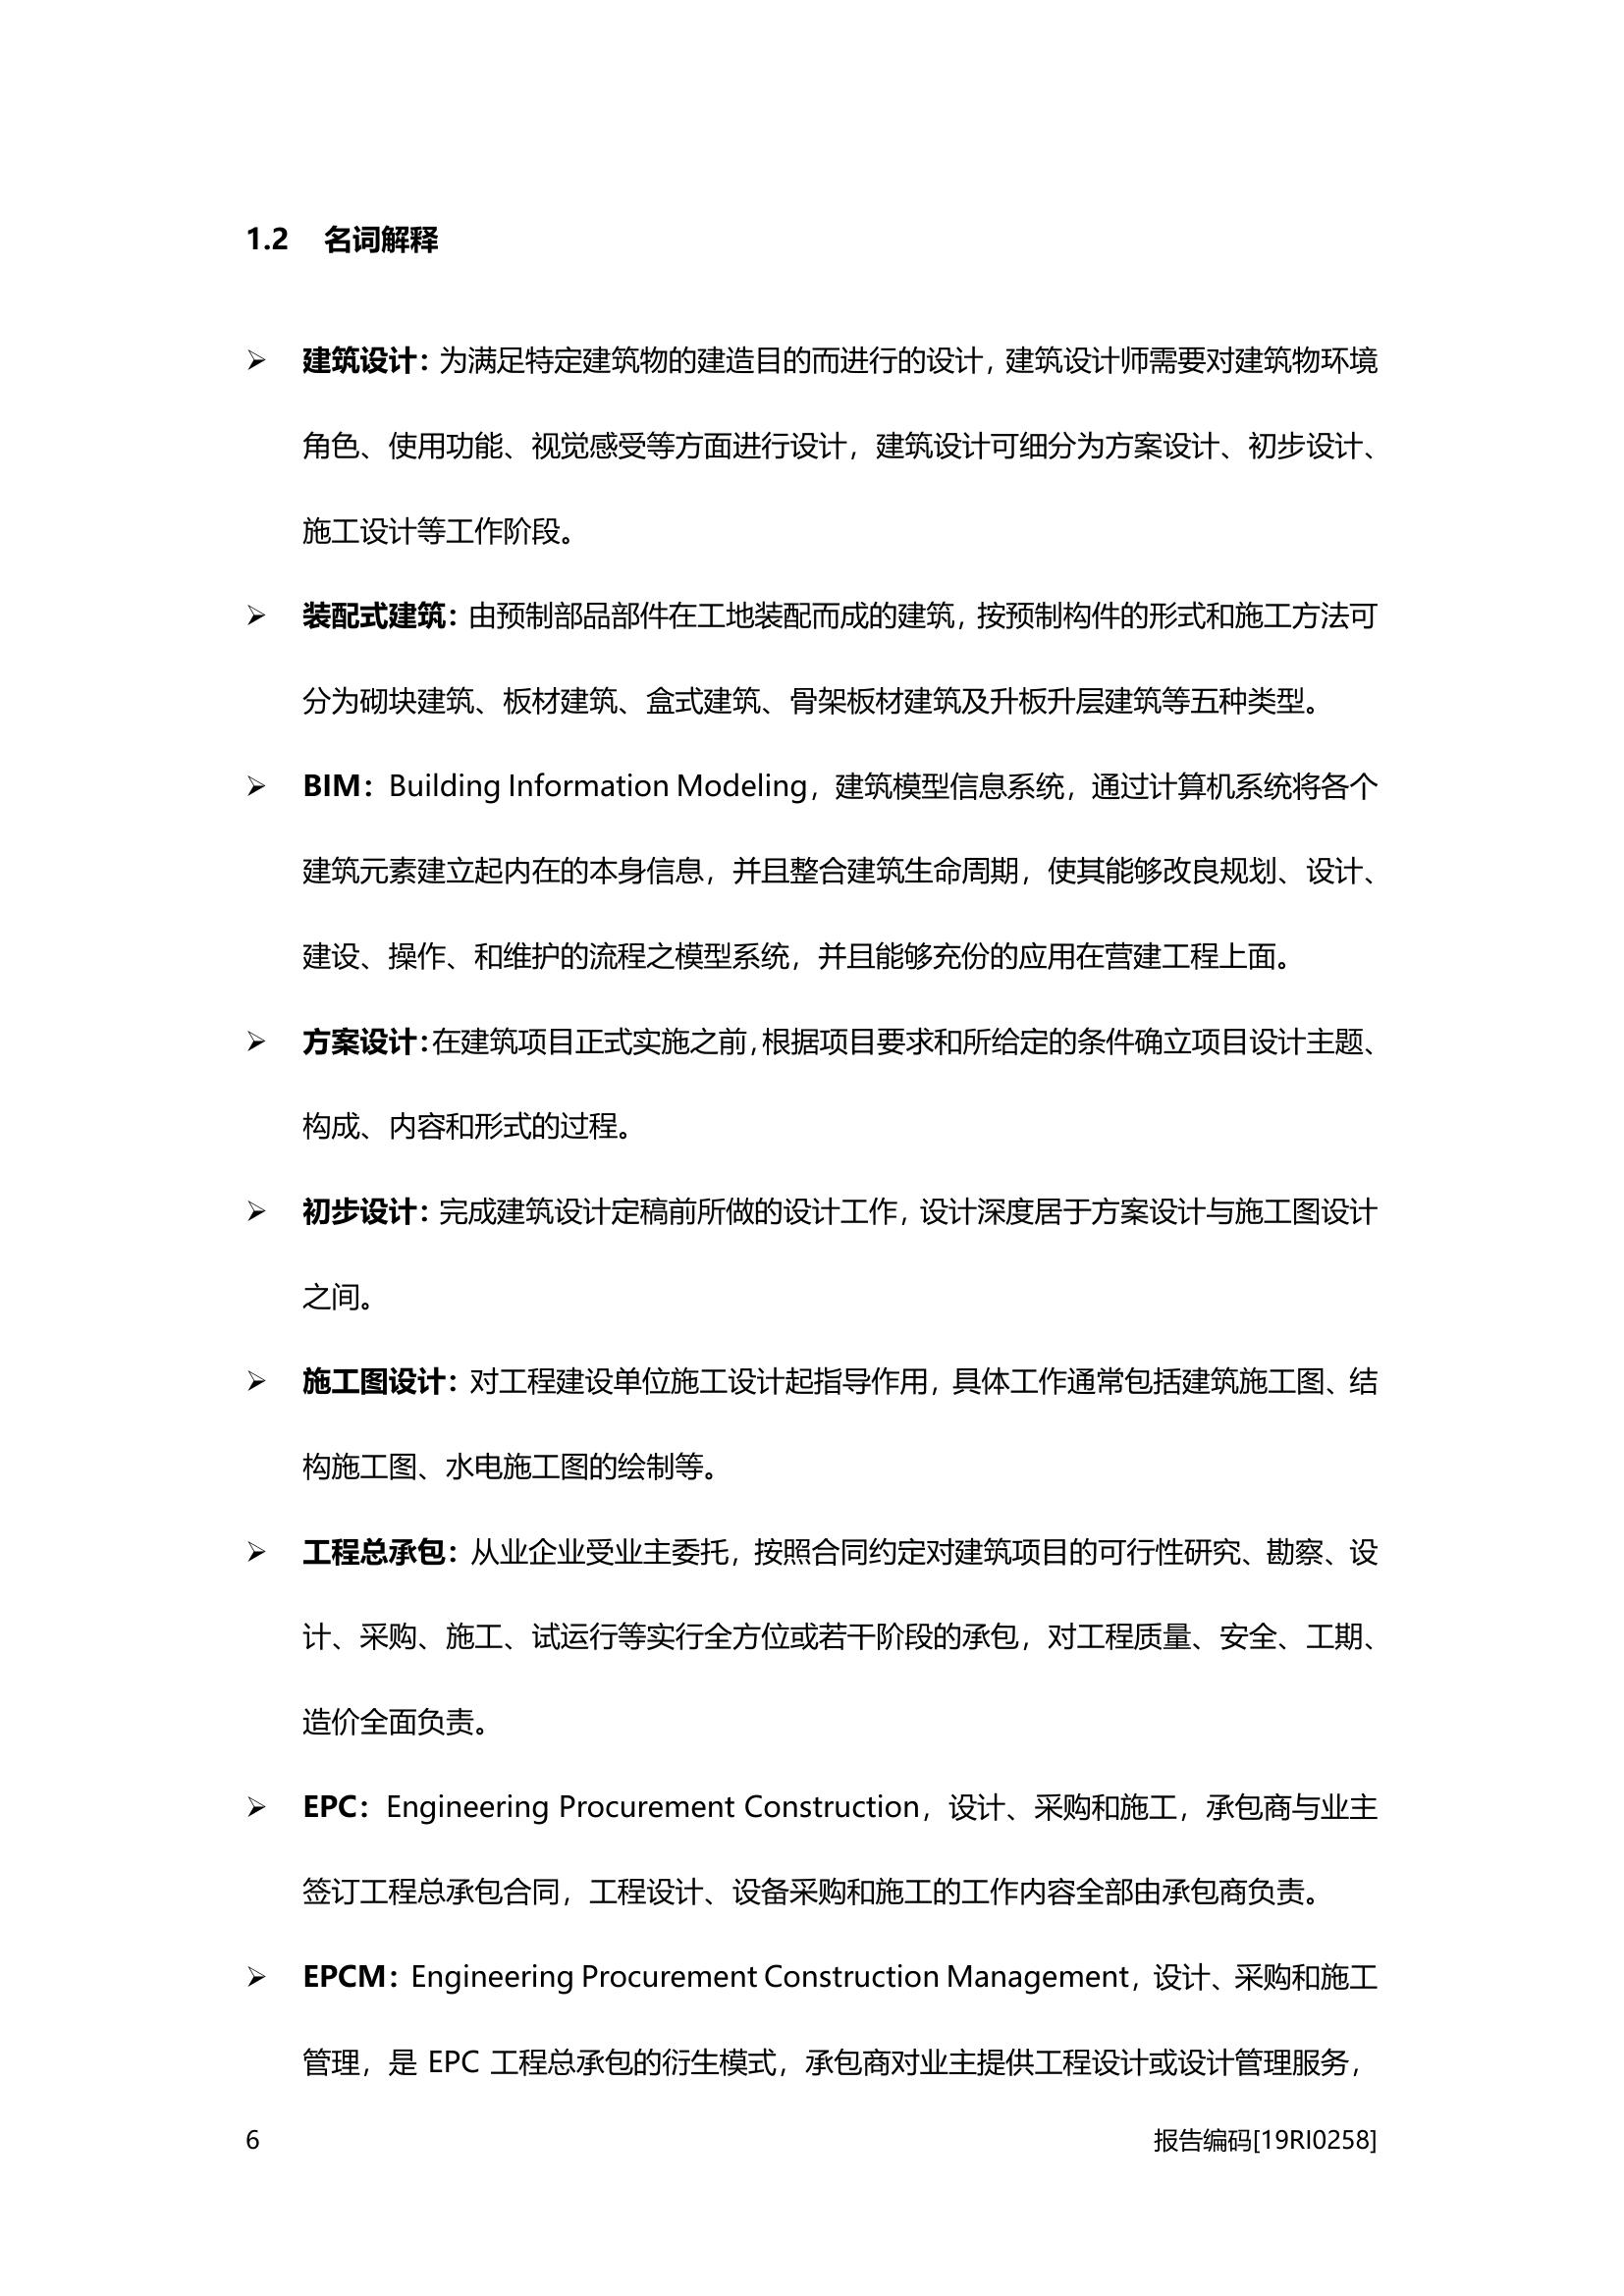 1.2 名词解释
➢ 建筑设计：为满足特定建筑物的建造目的而进行的设计，建筑设计师需要对建筑物环境
角色、使用功能、视觉感受等方面进行设计，建筑设计可细分为方案设计、初步设计、
施工设计等工作阶段。
➢ 装配式建筑：由预制部品部件在工地装配而成的建筑，按预制构件的形式和施工方法可
分为砌块建筑、板材建筑、盒式建筑、骨架板材建筑及升板升层建筑等五种类型。
➢ BIM：Building Information Modeling，建筑模型信息系统，通过计算机系统将各个
建筑元素建立起内在的本身信息，并且整合建筑生命周期，使其能够改良规划、设计、
建设、操作、和维护的流程之模型系统，并且能够充份的应用在营建工程上面。
➢ 方案设计：在建筑项目正式实施之前，根据项目要求和所给定的条件确立项目设计主题、
构成、内容和形式的过程。
➢ 初步设计：完成建筑设计定稿前所做的设计工作，设计深度居于方案设计与施工图设计
之间。
➢ 施工图设计：对工程建设单位施工设计起指导作用，具体工作通常包括建筑施工图、结
构施工图、水电施工图的绘制等。
➢ 工程总承包：从业企业受业主委托，按照合同约定对建筑项目的可行性研究、勘察、设
计、采购、施工、试运行等实行全方位或若干阶段的承包，对工程质量、安全、工期、
造价全面负责。
➢ EPC：Engineering Procurement Construction，设计、采购和施工，承包商与业主
签订工程总承包合同，工程设计、设备采购和施工的工作内容全部由承包商负责。
➢ EPCM：Engineering Procurement Construction Management，设计、采购和施工
管理，是 EPC 工程总承包的衍生模式，承包商对业主提供工程设计或设计管理服务，
6 报告编码[19RI0258]